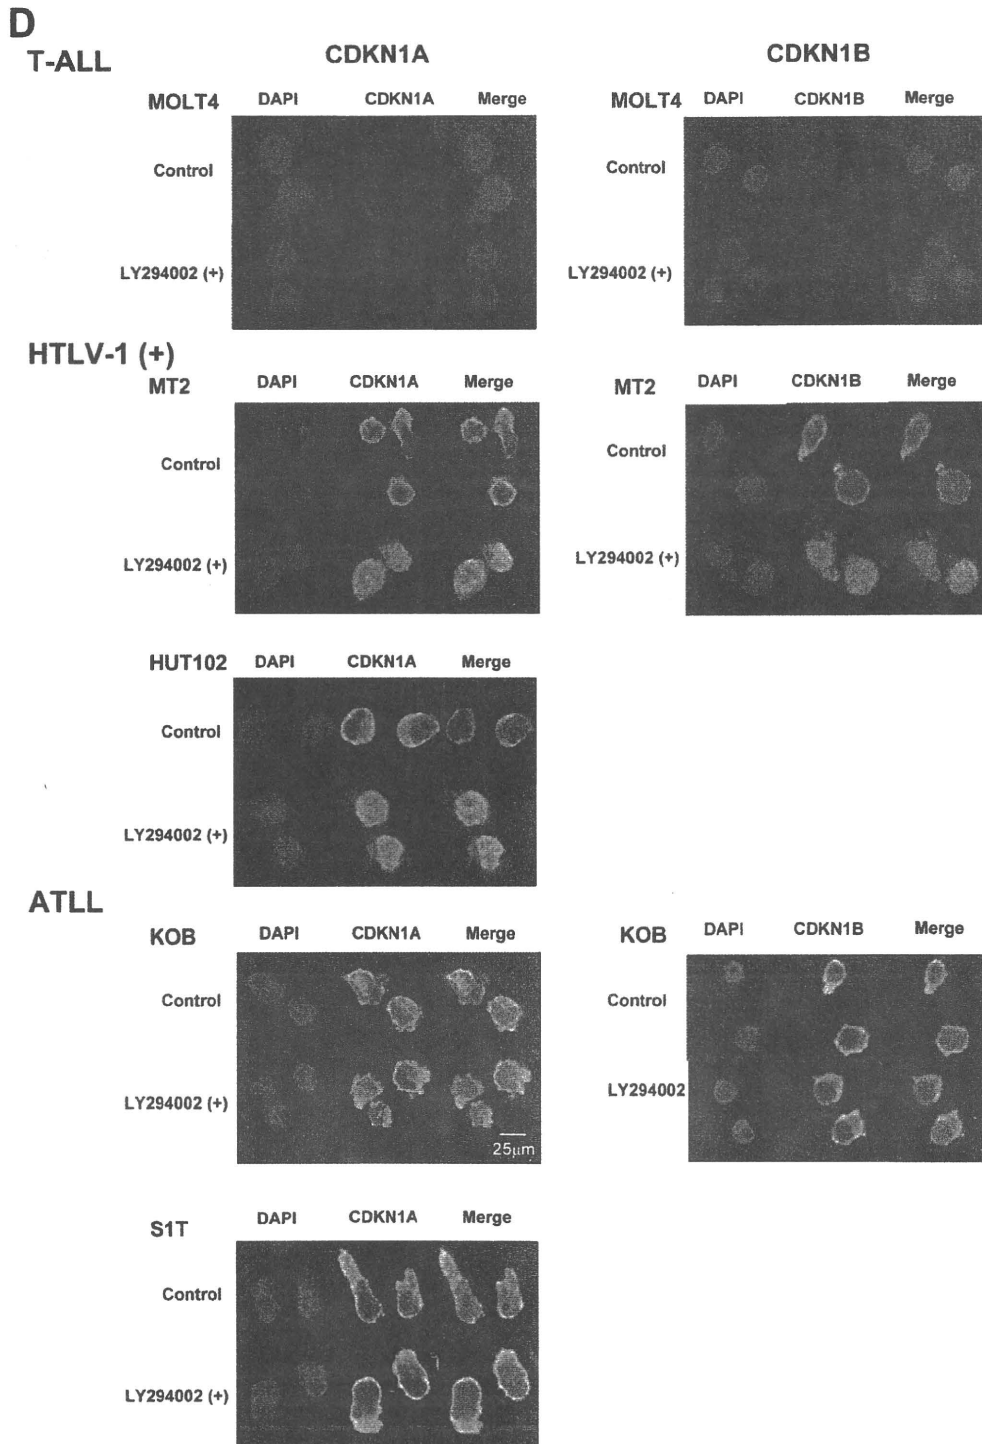 D
T-ALL
CDKN1A
CDKN1B
MOLT4 DAPI CDKN1A Merge
MOLT4 DAPI CDKN1B Merge
Control
Control
LY294002 (+)
LY294002 (+)
HTLV-1 (+)
MT2 DAPI CDKN1A Merge
MT2 DAPI CDKN1B Merge
Control
Control
LY294002 (+)
LY294002 (+)
HUT102 DAPI CDKN1A Merge
Control
LY294002 (+)
ATLL
KOB DAPI CDKN1A Merge
KOB DAPI CDKN1B Merge
Control
Control
LY294002 (+)
LY294002
25μm
S1T DAPI CDKN1A Merge
Control
LY294002 (+)